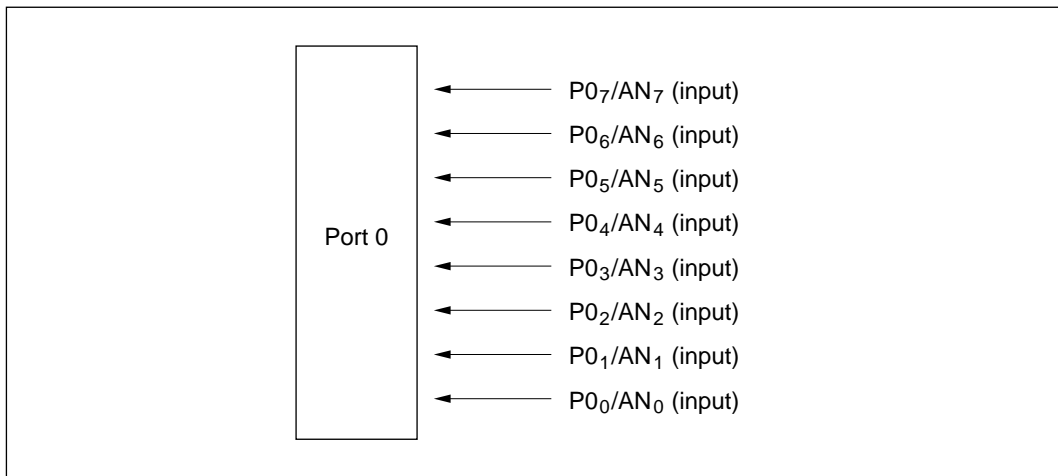 P0₇/AN₇ (input)
P0₆/AN₆ (input)
P0₅/AN₅ (input)
P0₄/AN₄ (input)
Port 0
P0₃/AN₃ (input)
P0₂/AN₂ (input)
P0₁/AN₁ (input)
P0₀/AN₀ (input)